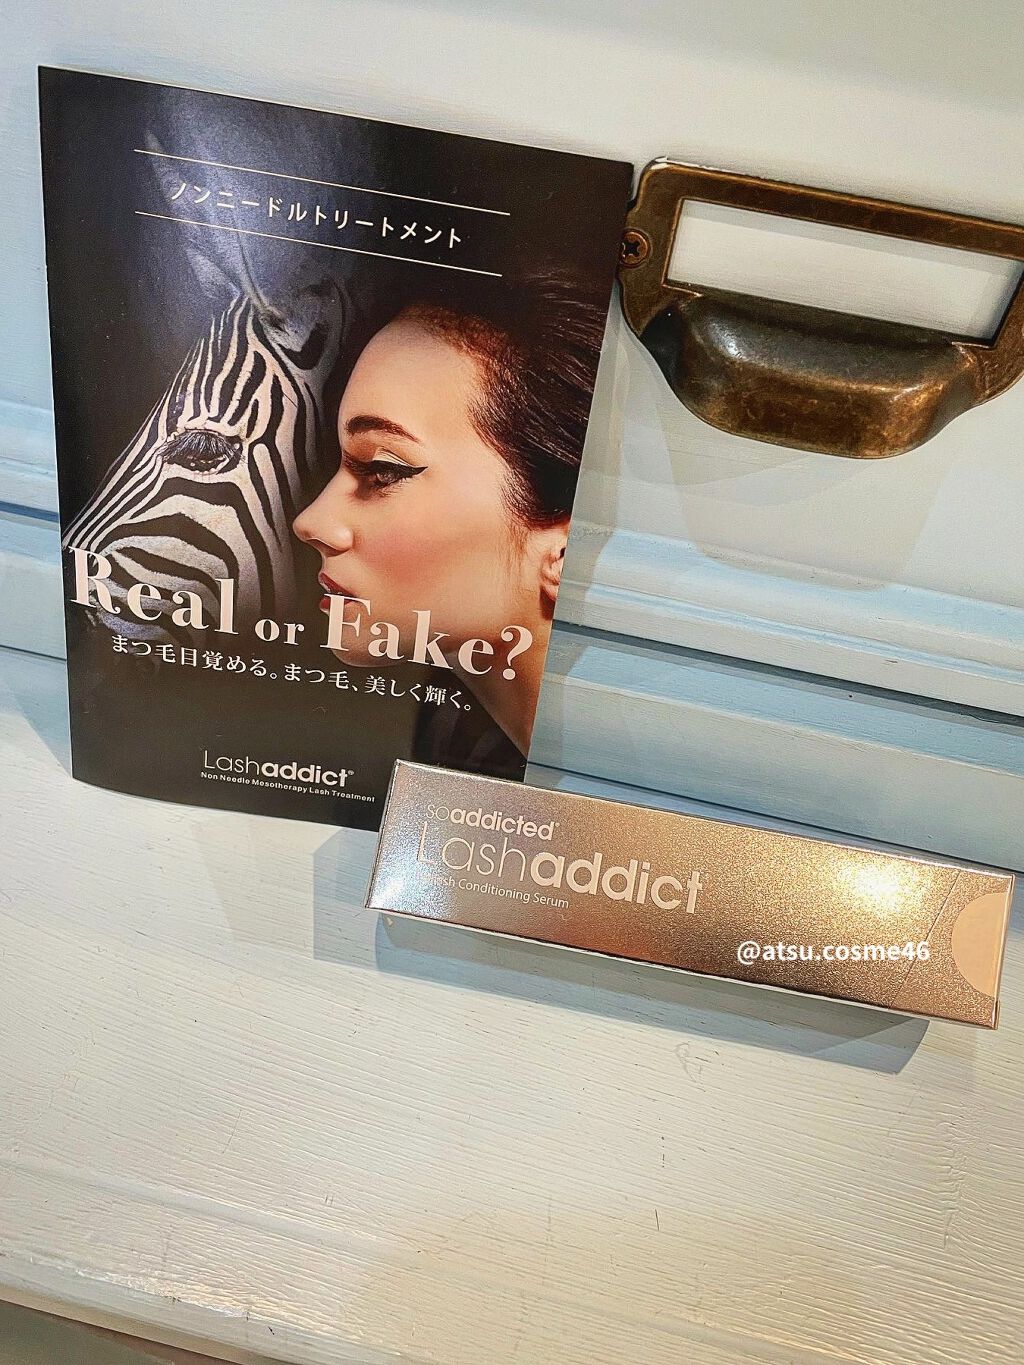 ノンニードルトリートメント
Real or Fake?
まつ毛目覚める。まつ毛、美しく輝く。
Lashaddict®
Non Needle Mesotherapy Lash Treatment
soaddicted®
Lashaddict
Conditioning Serum
@atsu.cosme46